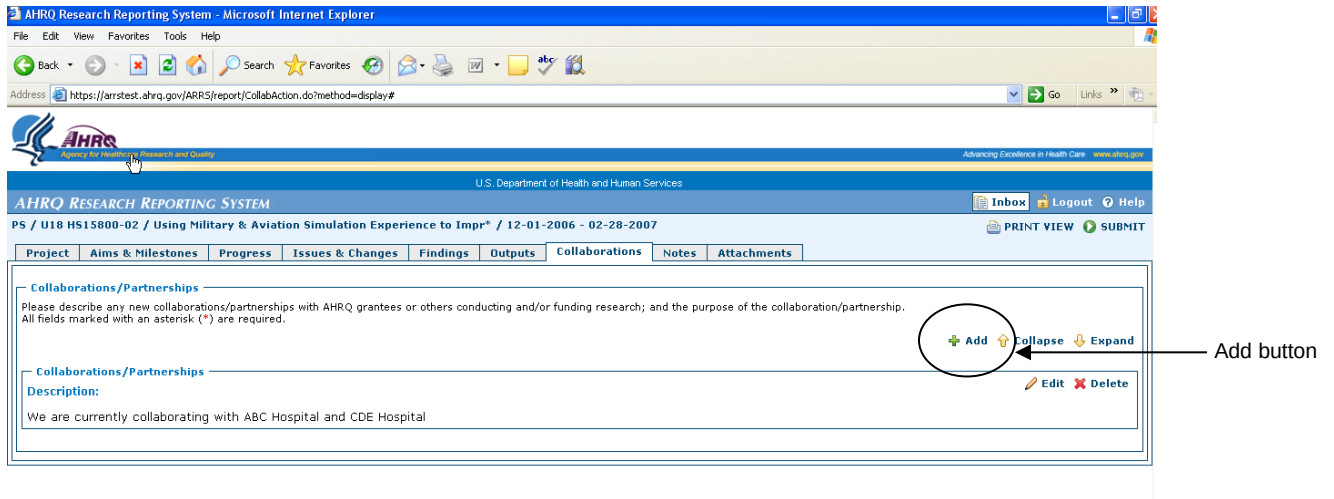 AHRQ Research Reporting System - Microsoft Internet Explorer
File Edit View Favorites Tools Help
Back Search Favorites
Address https://arrstest.ahrq.gov/ARRS/report/CollabAction.do?method=display# Go Links »
AHRQ
Agency for Healthcare Research and Quality Advancing Excellence in Health Care www.ahrq.gov
U.S. Department of Health and Human Services
AHRQ RESEARCH REPORTING SYSTEM Inbox Logout Help
PS / U18 HS15800-02 / Using Military & Aviation Simulation Experience to Impr* / 12-01-2006 - 02-28-2007 PRINT VIEW SUBMIT
Project Aims & Milestones Progress Issues & Changes Findings Outputs Collaborations Notes Attachments
Collaborations/Partnerships
Please describe any new collaborations/partnerships with AHRQ grantees or others conducting and/or funding research; and the purpose of the collaboration/partnership.
All fields marked with an asterisk (*) are required.
Add Collapse Expand
Add button
Collaborations/Partnerships
Edit Delete
Description:
We are currently collaborating with ABC Hospital and CDE Hospital